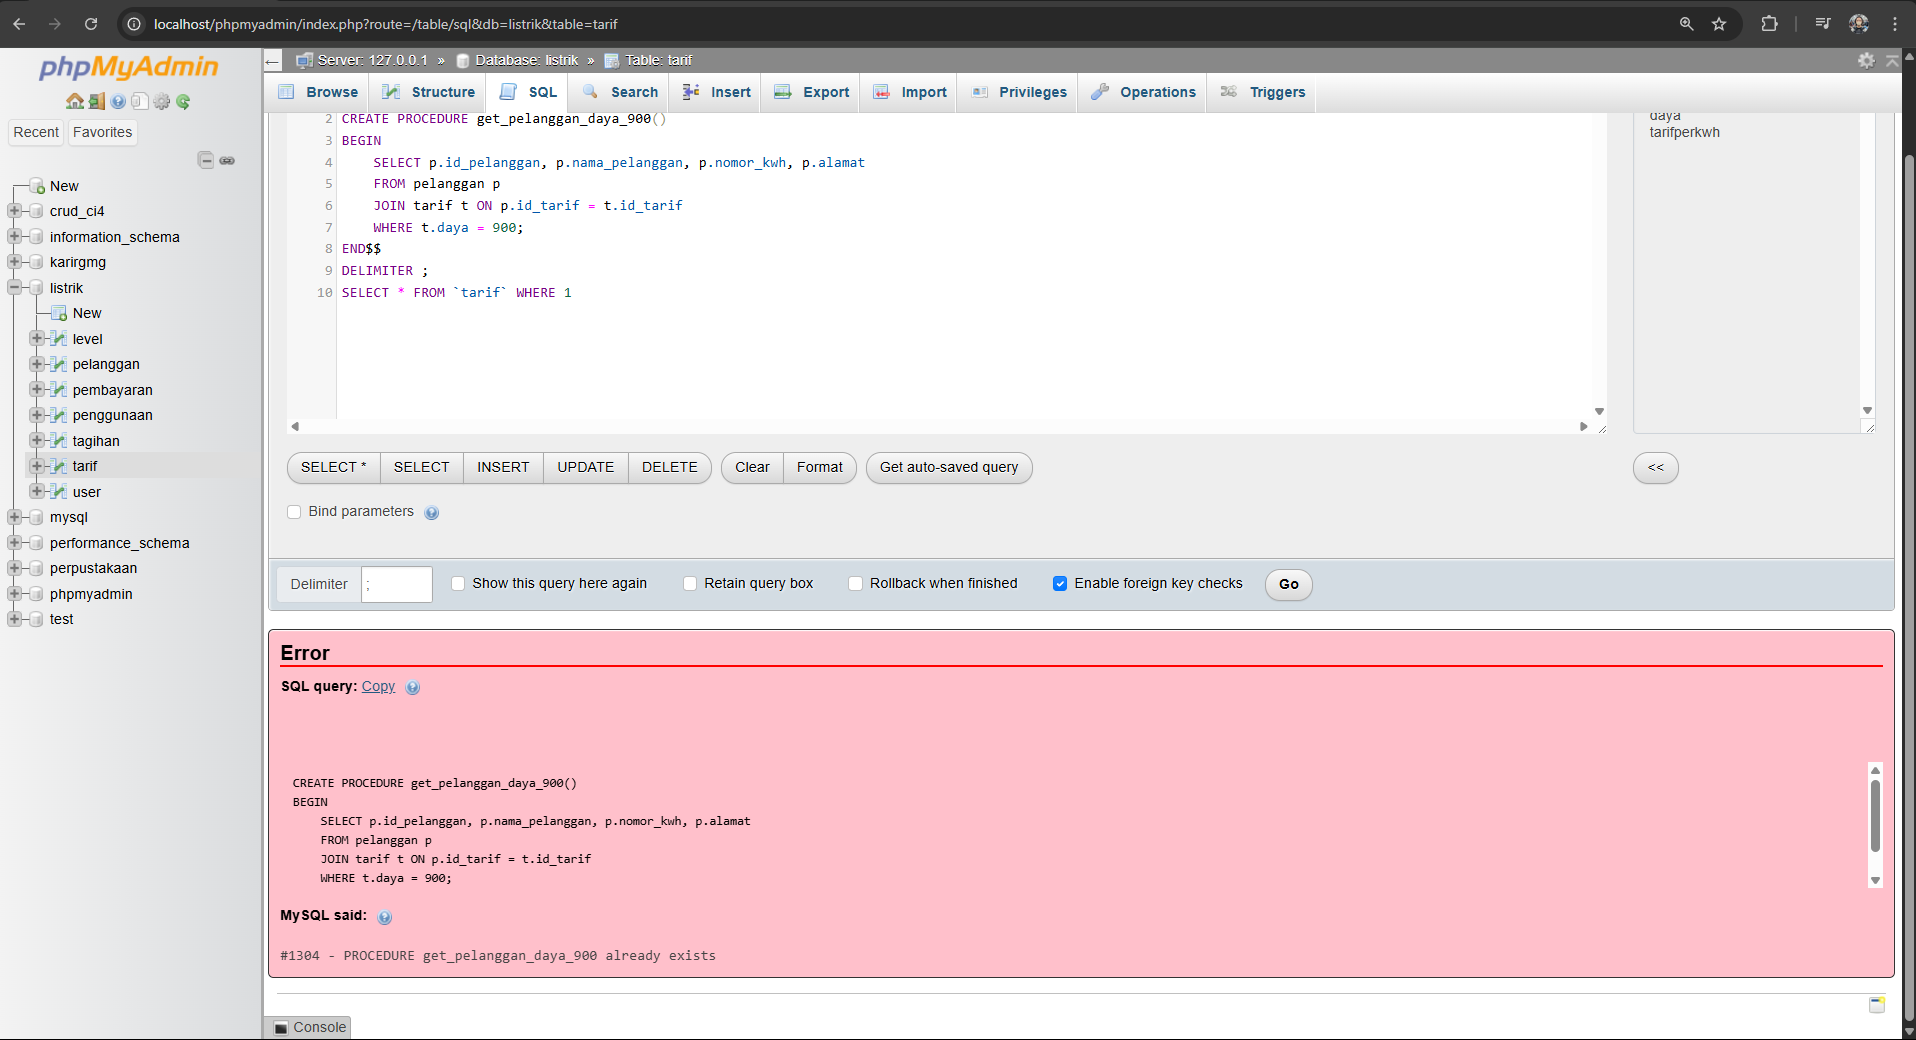 localhost/phpmyadmin/index.php?route=/table/sql&db=listrik&table=tarif
phpMyAdmin
Recent
Favorites
New
crud_ci4
information_schema
karirgmg
listrik
New
level
pelanggan
pembayaran
penggunaan
tagihan
tarif
user
mysql
performance_schema
perpustakaan
phpmyadmin
test
Server: 127.0.0.1 » Database: listrik » Table: tarif
Browse Structure SQL Search Insert Export Import Privileges Operations Triggers
2 CREATE PROCEDURE get_pelanggan_daya_900()
3 BEGIN
4 SELECT p.id_pelanggan, p.nama_pelanggan, p.nomor_kwh, p.alamat
5 FROM pelanggan p
6 JOIN tarif t ON p.id_tarif = t.id_tarif
7 WHERE t.daya = 900;
8 END$$
9 DELIMITER ;
10 SELECT * FROM `tarif` WHERE 1
daya
tarifperkwh
SELECT * SELECT INSERT UPDATE DELETE Clear Format Get auto-saved query <<
Bind parameters
Delimiter ; Show this query here again Retain query box Rollback when finished Enable foreign key checks Go
Error
SQL query: Copy
CREATE PROCEDURE get_pelanggan_daya_900()
BEGIN
SELECT p.id_pelanggan, p.nama_pelanggan, p.nomor_kwh, p.alamat
FROM pelanggan p
JOIN tarif t ON p.id_tarif = t.id_tarif
WHERE t.daya = 900;
MySQL said:
#1304 - PROCEDURE get_pelanggan_daya_900 already exists
Console